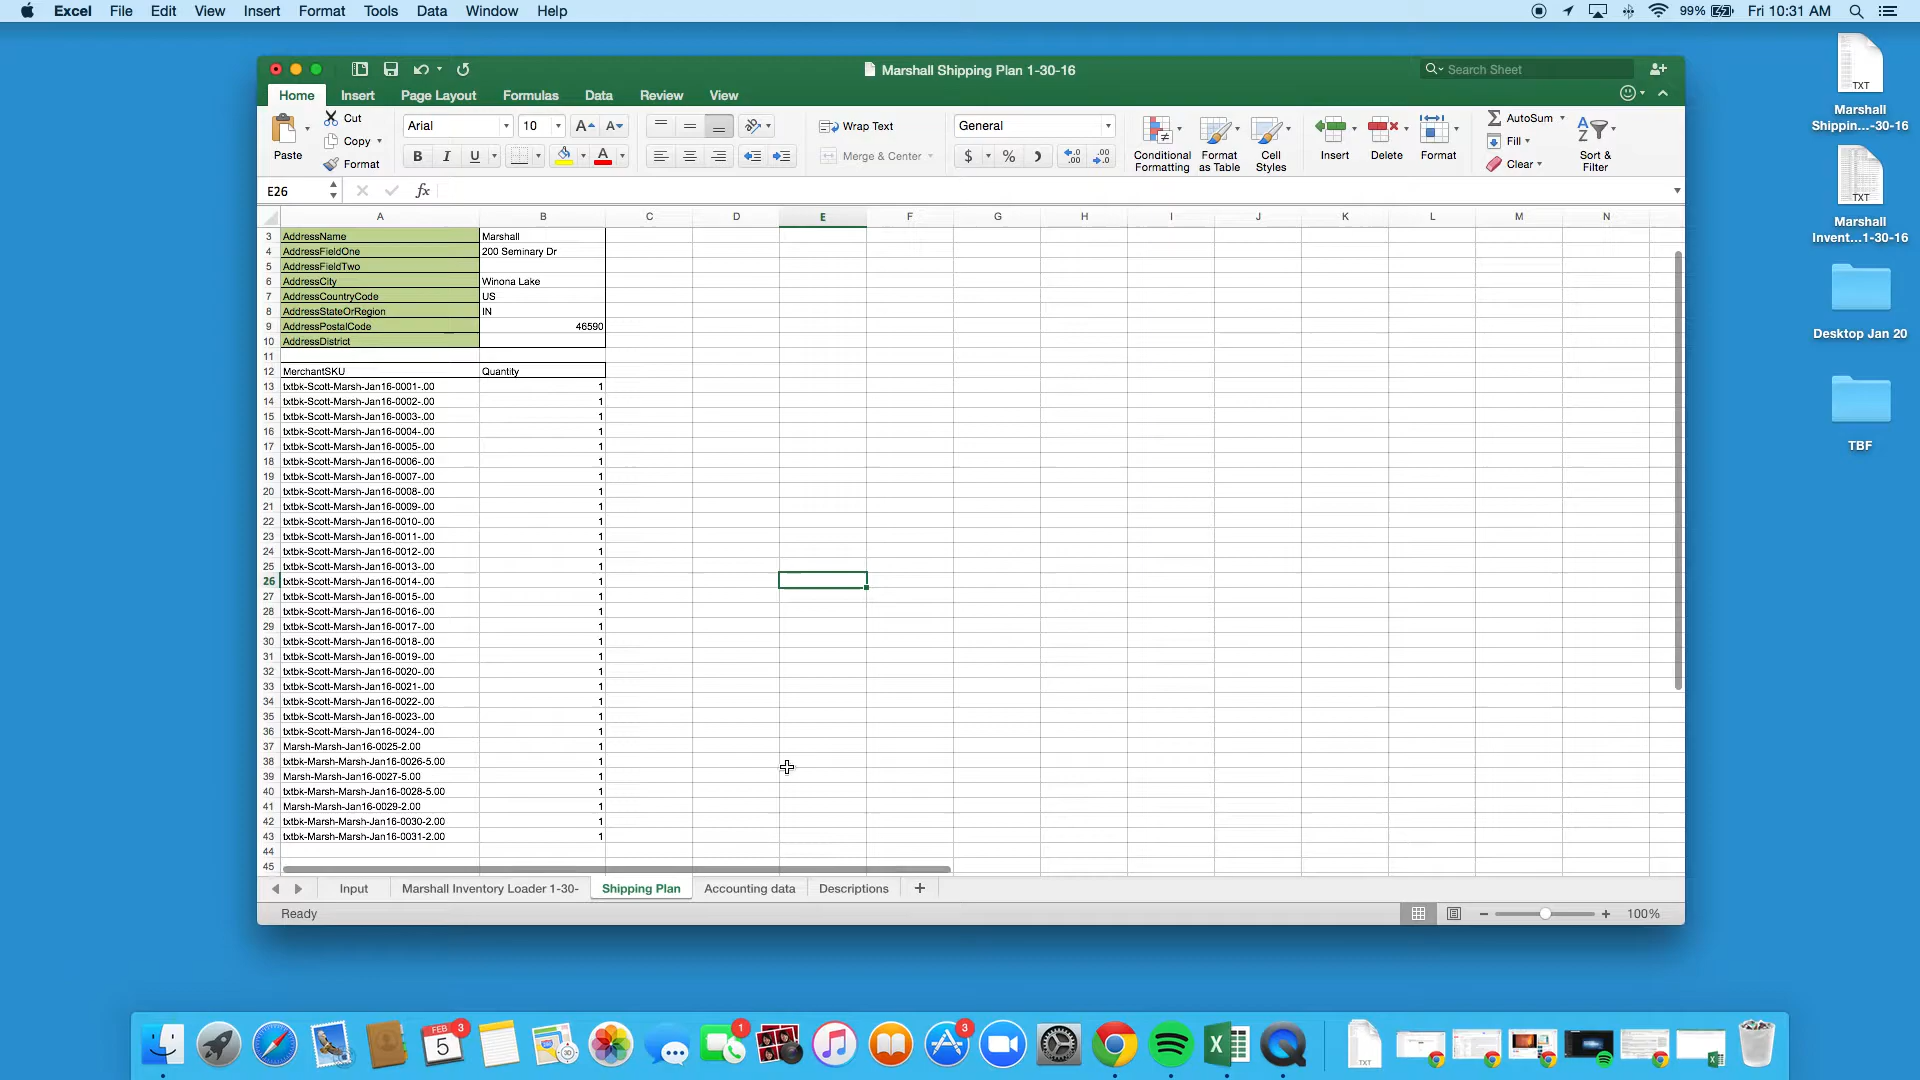 Excel File Edit View Insert Format Tools Data Window Help 99% Fri 10:31 AM
Marshall Shipping Plan 1-30-16 Search Sheet
Home Insert Page Layout Formulas Data Review View
Paste Cut Copy Format
Arial 10
B I U
Wrap Text
Merge & Center
General
$ %
Conditional Formatting
Format as Table
Cell Styles
Insert Delete Format
AutoSum
Fill
Clear
Sort & Filter
E26 fx
A B C D E F G H I J K L M N
3 AddressName Marshall
4 AddressFieldOne 200 Seminary Dr
5 AddressFieldTwo
6 AddressCity Winona Lake
7 AddressCountryCode US
8 AddressStateOrRegion IN
9 AddressPostalCode 46590
10 AddressDistrict
11
12 MerchantSKU Quantity
13 txtbk-Scott-Marsh-Jan16-0001-.00 1
14 txtbk-Scott-Marsh-Jan16-0002-.00 1
15 txtbk-Scott-Marsh-Jan16-0003-.00 1
16 txtbk-Scott-Marsh-Jan16-0004-.00 1
17 txtbk-Scott-Marsh-Jan16-0005-.00 1
18 txtbk-Scott-Marsh-Jan16-0006-.00 1
19 txtbk-Scott-Marsh-Jan16-0007-.00 1
20 txtbk-Scott-Marsh-Jan16-0008-.00 1
21 txtbk-Scott-Marsh-Jan16-0009-.00 1
22 txtbk-Scott-Marsh-Jan16-0010-.00 1
23 txtbk-Scott-Marsh-Jan16-0011-.00 1
24 txtbk-Scott-Marsh-Jan16-0012-.00 1
25 txtbk-Scott-Marsh-Jan16-0013-.00 1
26 txtbk-Scott-Marsh-Jan16-0014-.00 1
27 txtbk-Scott-Marsh-Jan16-0015-.00 1
28 txtbk-Scott-Marsh-Jan16-0016-.00 1
29 txtbk-Scott-Marsh-Jan16-0017-.00 1
30 txtbk-Scott-Marsh-Jan16-0018-.00 1
31 txtbk-Scott-Marsh-Jan16-0019-.00 1
32 txtbk-Scott-Marsh-Jan16-0020-.00 1
33 txtbk-Scott-Marsh-Jan16-0021-.00 1
34 txtbk-Scott-Marsh-Jan16-0022-.00 1
35 txtbk-Scott-Marsh-Jan16-0023-.00 1
36 txtbk-Scott-Marsh-Jan16-0024-.00 1
37 Marsh-Marsh-Jan16-0025-2.00 1
38 txtbk-Marsh-Marsh-Jan16-0026-5.00 1
39 Marsh-Marsh-Jan16-0027-5.00 1
40 txtbk-Marsh-Marsh-Jan16-0028-5.00 1
41 Marsh-Marsh-Jan16-0029-2.00 1
42 txtbk-Marsh-Marsh-Jan16-0030-2.00 1
43 txtbk-Marsh-Marsh-Jan16-0031-2.00 1
44
45
Input Marshall Inventory Loader 1-30- Shipping Plan Accounting data Descriptions +
Ready 100%
TXT
Marshall
Shippin...-30-16
TXT
Marshall
Invent...1-30-16
Desktop Jan 20
TBF
FEB 3
5
1
3
TXT